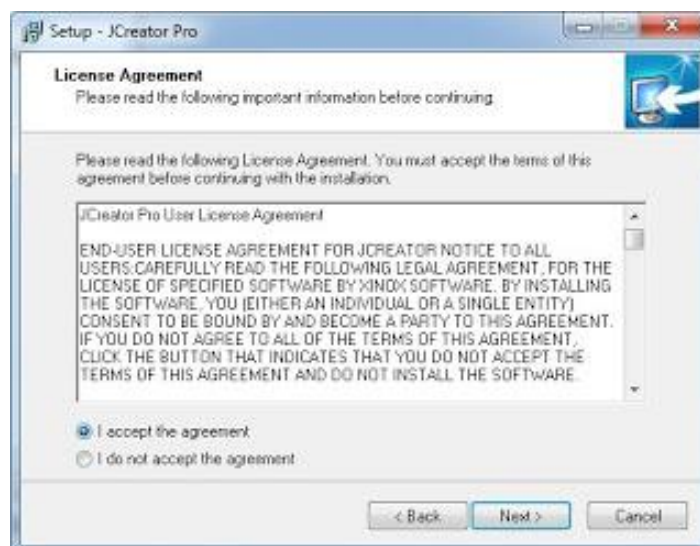 Setup - JCreator Pro
License Agreement
Please read the following important information before continuing.
Please read the following License Agreement. You must accept the terms of this
agreement before continuing with the installation.
JCreator Pro User License Agreement
END-USER LICENSE AGREEMENT FOR JCREATOR NOTICE TO ALL
USERS:CAREFULLY READ THE FOLLOWING LEGAL AGREEMENT, FOR THE
LICENSE OF SPECIFIED SOFTWARE BY XINOX SOFTWARE. BY INSTALLING
THE SOFTWARE, YOU (EITHER AN INDIVIDUAL OR A SINGLE ENTITY)
CONSENT TO BE BOUND BY AND BECOME A PARTY TO THIS AGREEMENT.
IF YOU DO NOT AGREE TO ALL OF THE TERMS OF THIS AGREEMENT,
CLICK THE BUTTON THAT INDICATES THAT YOU DO NOT ACCEPT THE
TERMS OF THIS AGREEMENT AND DO NOT INSTALL THE SOFTWARE.
I accept the agreement
I do not accept the agreement
< Back
Next >
Cancel